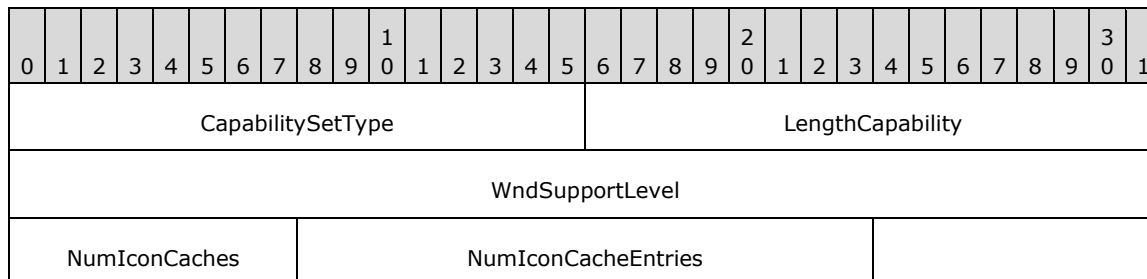 1 2 3
0 1 2 3 4 5 6 7 8 9 0 1 2 3 4 5 6 7 8 9 0 1 2 3 4 5 6 7 8 9 0 1
CapabilitySetType LengthCapability
WndSupportLevel
NumIconCaches NumIconCacheEntries